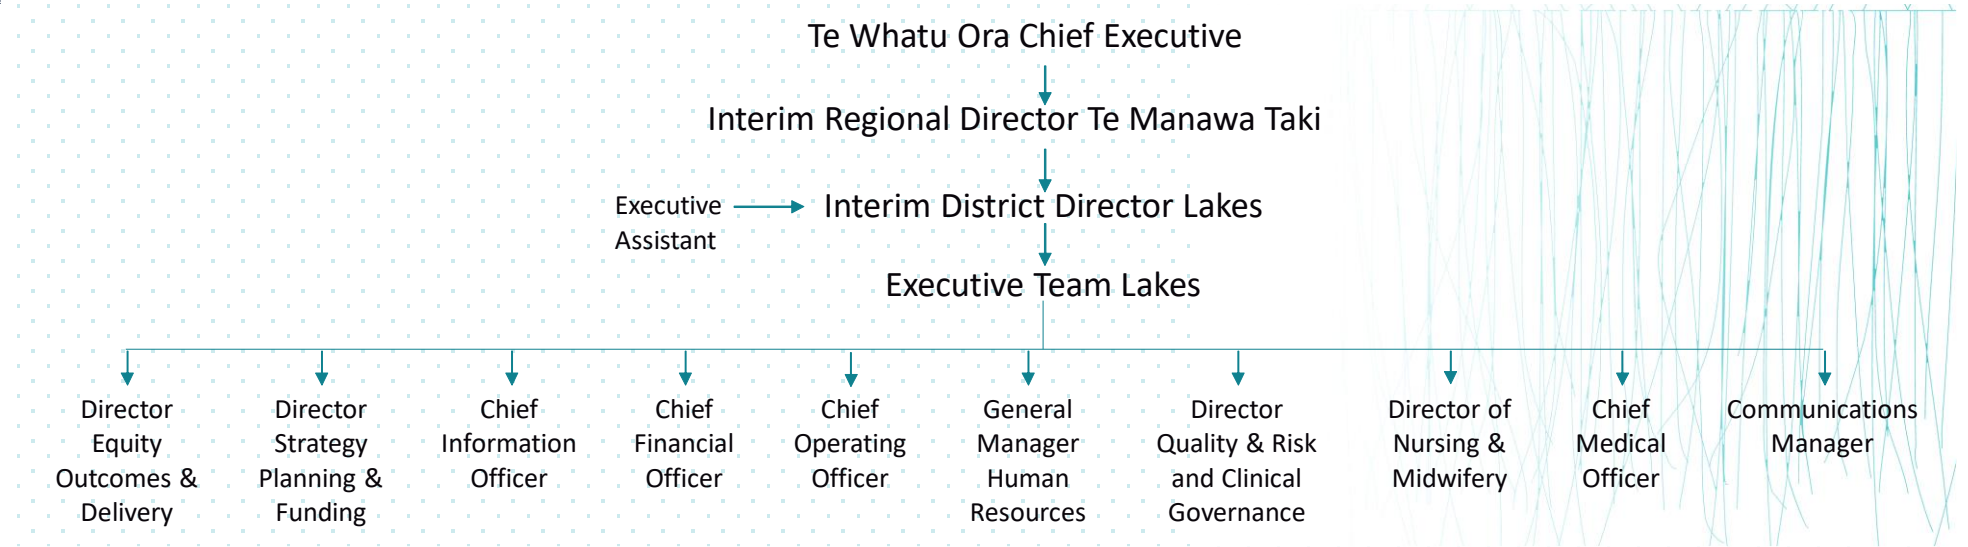 Te Whatu Ora Chief Executive
Interim Regional Director Te Manawa Taki
Executive
Assistant
Interim District Director Lakes
Executive Team Lakes
Director
Equity
Outcomes &
Delivery
Director
Strategy
Planning &
Funding
Chief
Information
Officer
Chief
Financial
Officer
Chief
Operating
Officer
General
Manager
Human
Resources
Director
Quality & Risk
and Clinical
Governance
Director of
Nursing &
Midwifery
Chief
Medical
Officer
Communications
Manager